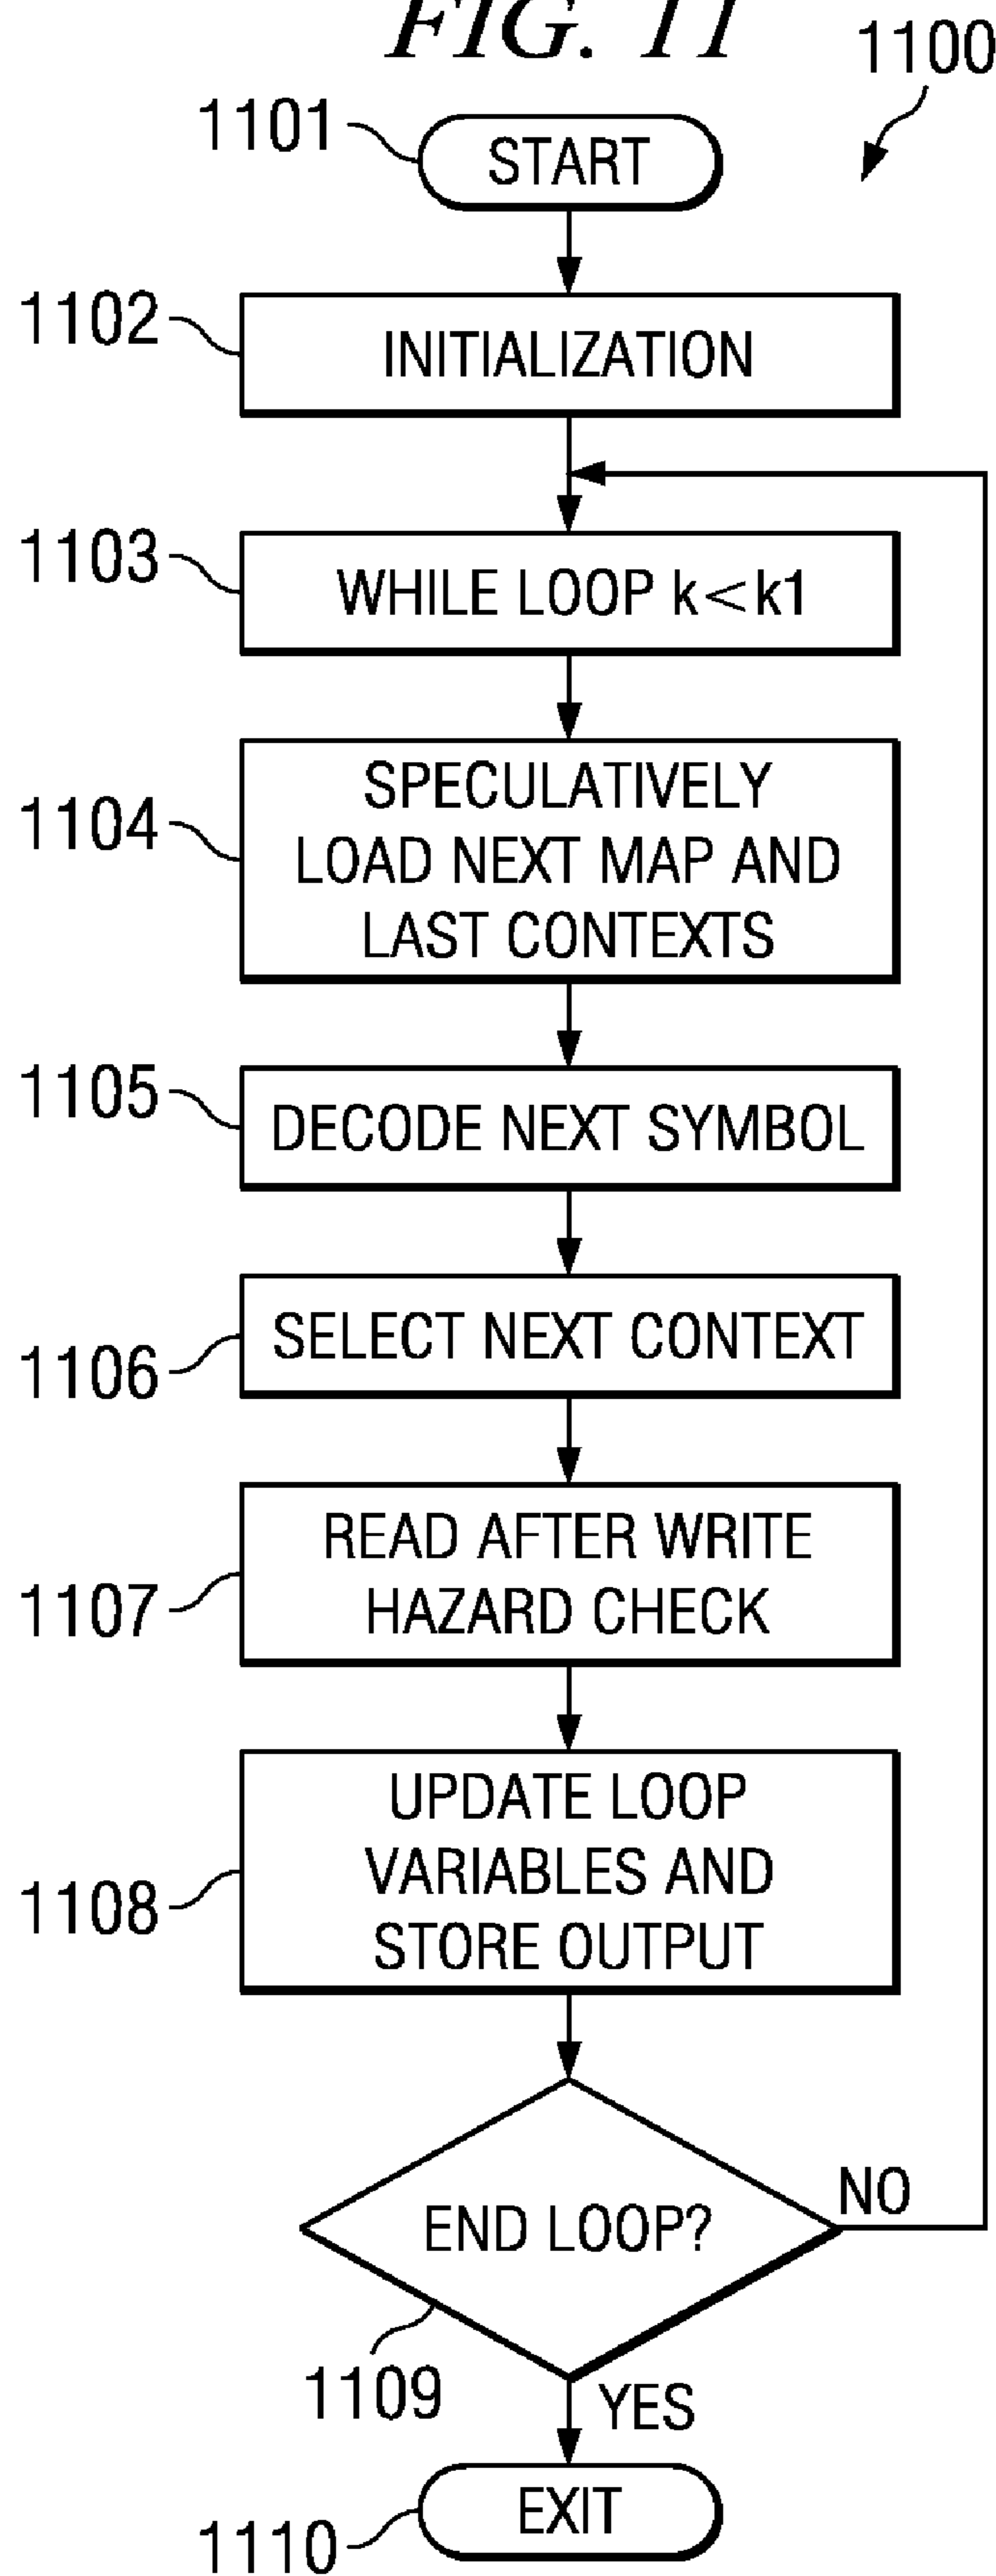 FIG. 11
1100
1101
START
1102
INITIALIZATION
1103
WHILE LOOP k<k1
1104
SPECULATIVELY
LOAD NEXT MAP AND
LAST CONTEXTS
1105
DECODE NEXT SYMBOL
1106
SELECT NEXT CONTEXT
1107
READ AFTER WRITE
HAZARD CHECK
1108
UPDATE LOOP
VARIABLES AND
STORE OUTPUT
END LOOP?
NO
1109
YES
1110
EXIT